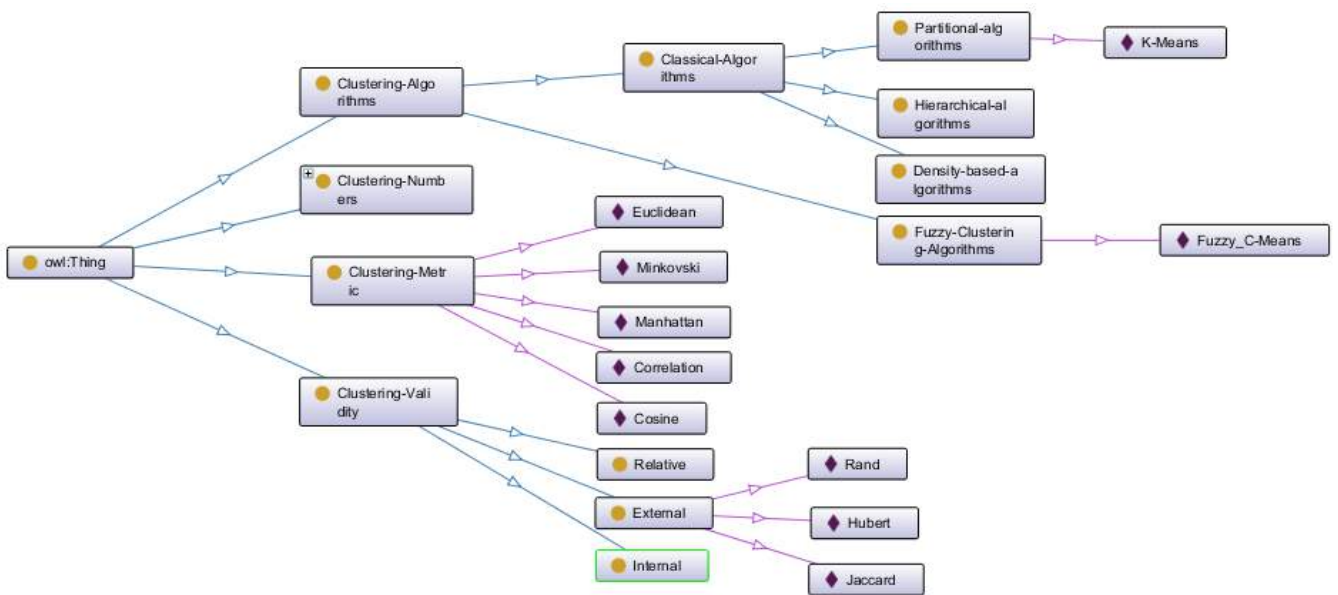 Partitional-alg
orithms
K-Means
Classical-Algor
ithms
Clustering-Algo
rithms
Hierarchical-al
gorithms
Density-based-a
lgorithms
Clustering-Numb
ers
Euclidean
Fuzzy-Clusterin
g-Algorithms
Fuzzy_C-Means
owl:Thing
Clustering-Metr
ic
Minkovski
Manhattan
Correlation
Clustering-Vali
dity
Cosine
Relative
Rand
External
Hubert
Internal
Jaccard